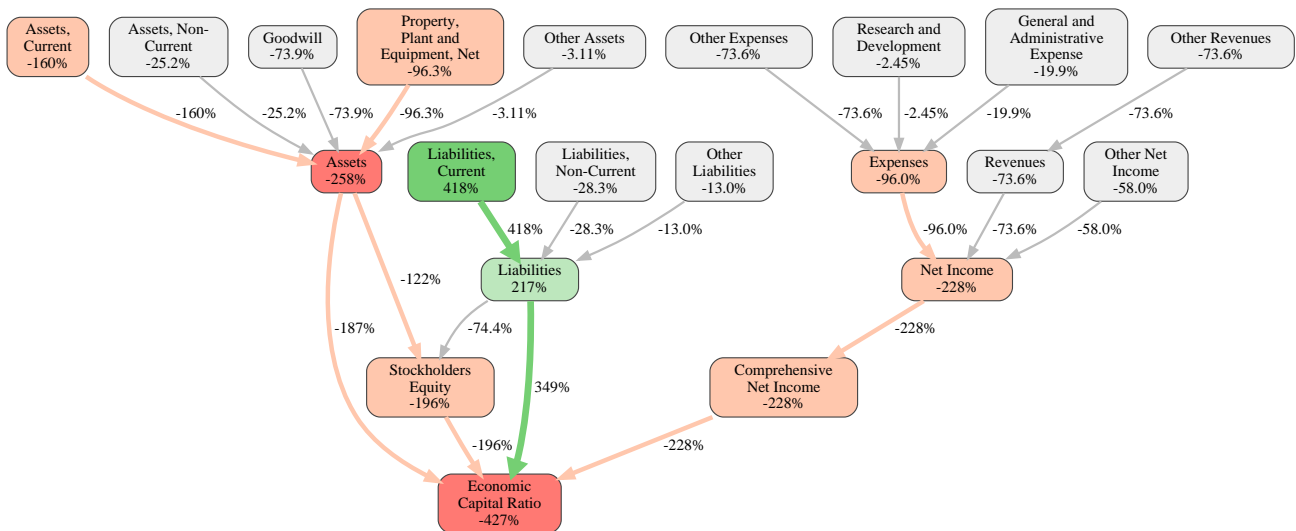 Assets,
Current
-160%
Assets, Non-
Current
-25.2%
Goodwill
-73.9%
Property,
Plant and
Equipment, Net
-96.3%
Other Assets
-3.11%
Other Expenses
-73.6%
Research and
Development
-2.45%
General and
Administrative
Expense
-19.9%
Other Revenues
-73.6%
-160%
-25.2%
-73.9%
-96.3%
-3.11%
-73.6%
-2.45%
-19.9%
-73.6%
Assets
-258%
Liabilities,
Current
418%
Liabilities,
Non-Current
-28.3%
Other
Liabilities
-13.0%
Expenses
-96.0%
Revenues
-73.6%
Other Net
Income
-58.0%
418%
-28.3%
-13.0%
-96.0%
-73.6%
-58.0%
Liabilities
217%
Net Income
-228%
-122%
-187%
-74.4%
-228%
Stockholders
Equity
-196%
349%
Comprehensive
Net Income
-228%
-196%
-228%
Economic
Capital Ratio
-427%